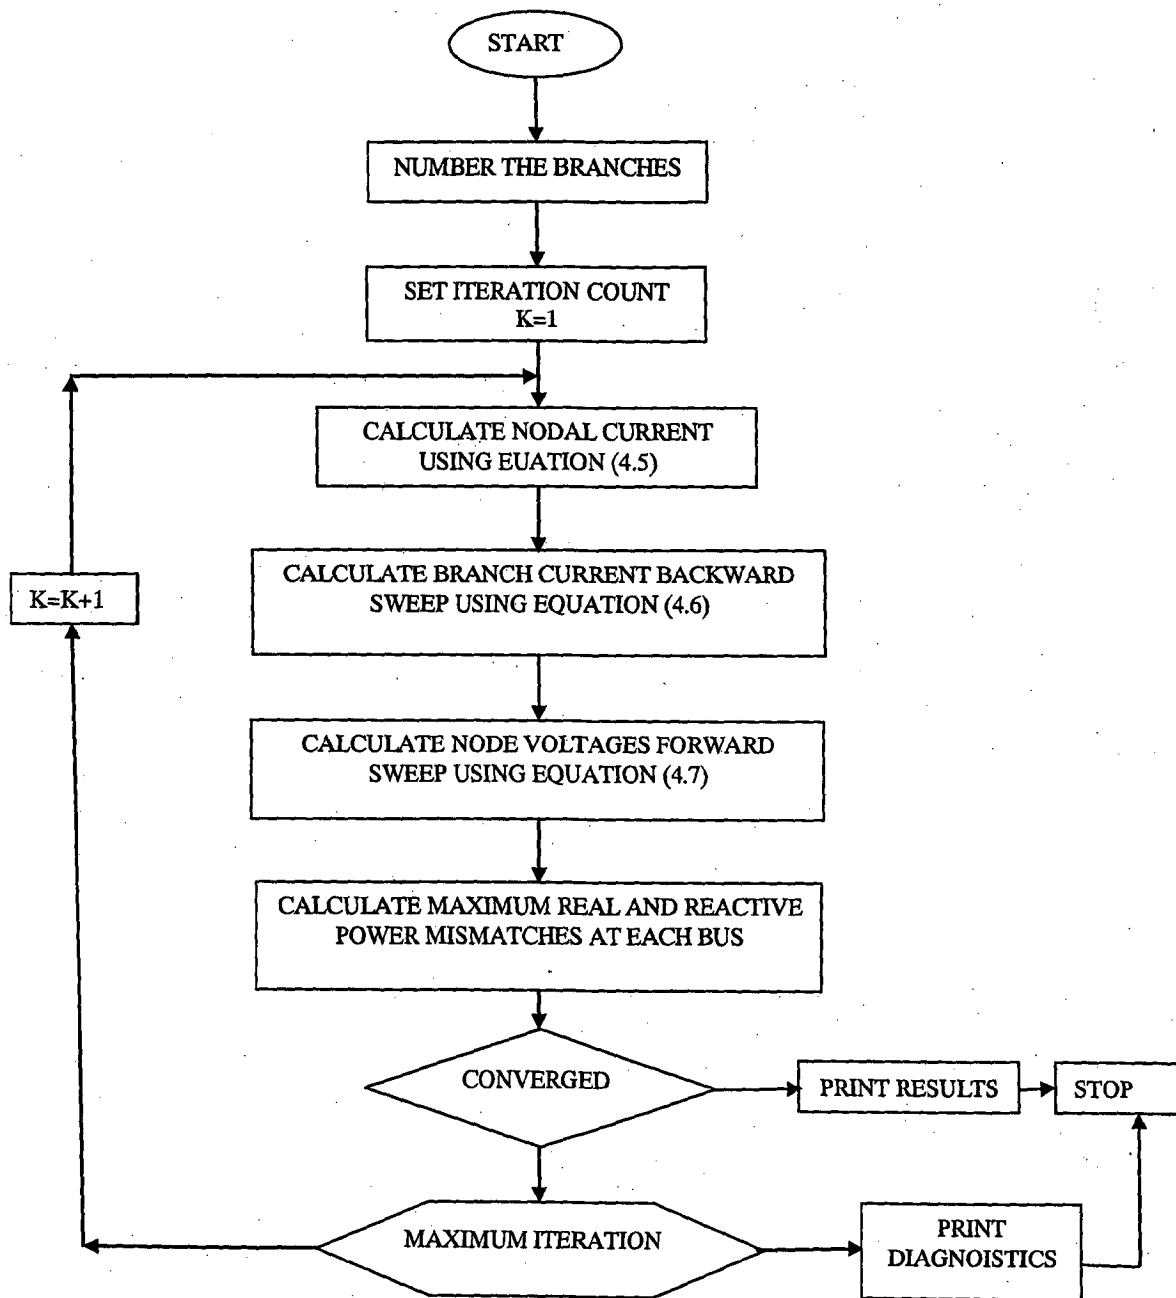 START
NUMBER THE BRANCHES
SET ITERATION COUNT
K=1
CALCULATE NODAL CURRENT
USING EUATION (4.5)
CALCULATE BRANCH CURRENT BACKWARD
SWEEP USING EQUATION (4.6)
K=K+1
CALCULATE NODE VOLTAGES FORWARD
SWEEP USING EQUATION (4.7)
CALCULATE MAXIMUM REAL AND REACTIVE
POWER MISMATCHES AT EACH BUS
CONVERGED
PRINT RESULTS
STOP
MAXIMUM ITERATION
PRINT
DIAGNOISTICS